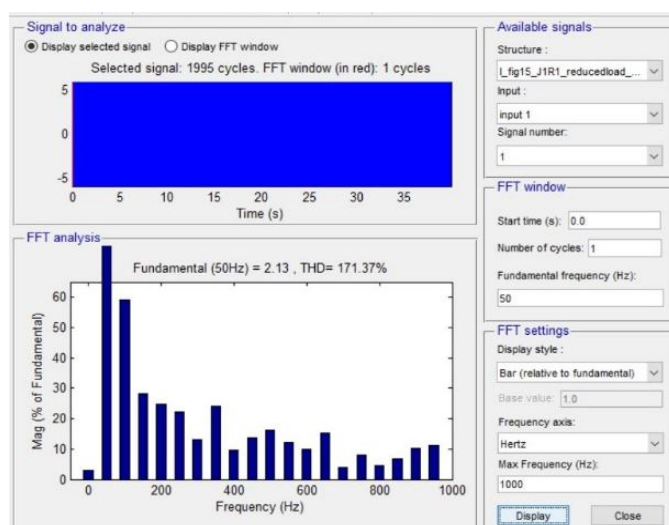 Signal to analyze
Display selected signal Display FFT window
Selected signal: 1995 cycles. FFT window (in red): 1 cycles
5
0
-5
0 5 10 15 20 25 30 35
Time (s)
FFT analysis
Fundamental (50Hz) = 2.13 , THD= 171.37%
60
50
40
30
20
10
0
Mag (% of Fundamental)
0 200 400 600 800 1000
Frequency (Hz)
Available signals
Structure :
I_fig15_J1R1_reducedload_...
Input :
input 1
Signal number:
1
FFT window
Start time (s): 0.0
Number of cycles: 1
Fundamental frequency (Hz):
50
FFT settings
Display style :
Bar (relative to fundamental)
Base value: 1.0
Frequency axis:
Hertz
Max Frequency (Hz):
1000
Display Close